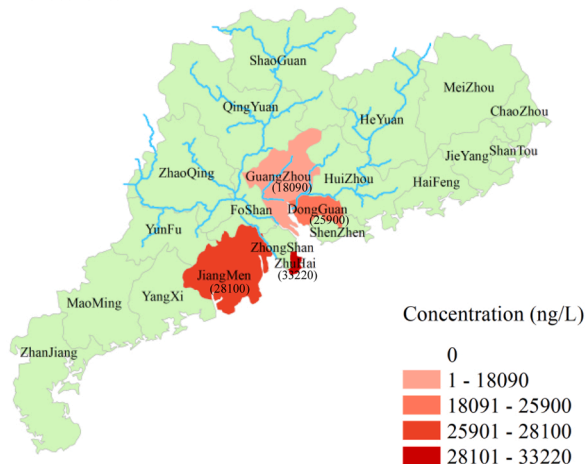 ShaoGuan
MeiZhou
QingYuan
ChaoZhou
HeYuan
ShanTou
JieYang
ZhaoQing
GuangZhou
(18090)
HuiZhou
HaiFeng
FoShan
DongGuan
(25900)
YunFu
ShenZhen
ZhongShan
ZhuHai
(33220)
JiangMen
(28100)
YangXi
MaoMing
ZhanJiang
Concentration (ng/L)
0
1 - 18090
18091 - 25900
25901 - 28100
28101 - 33220